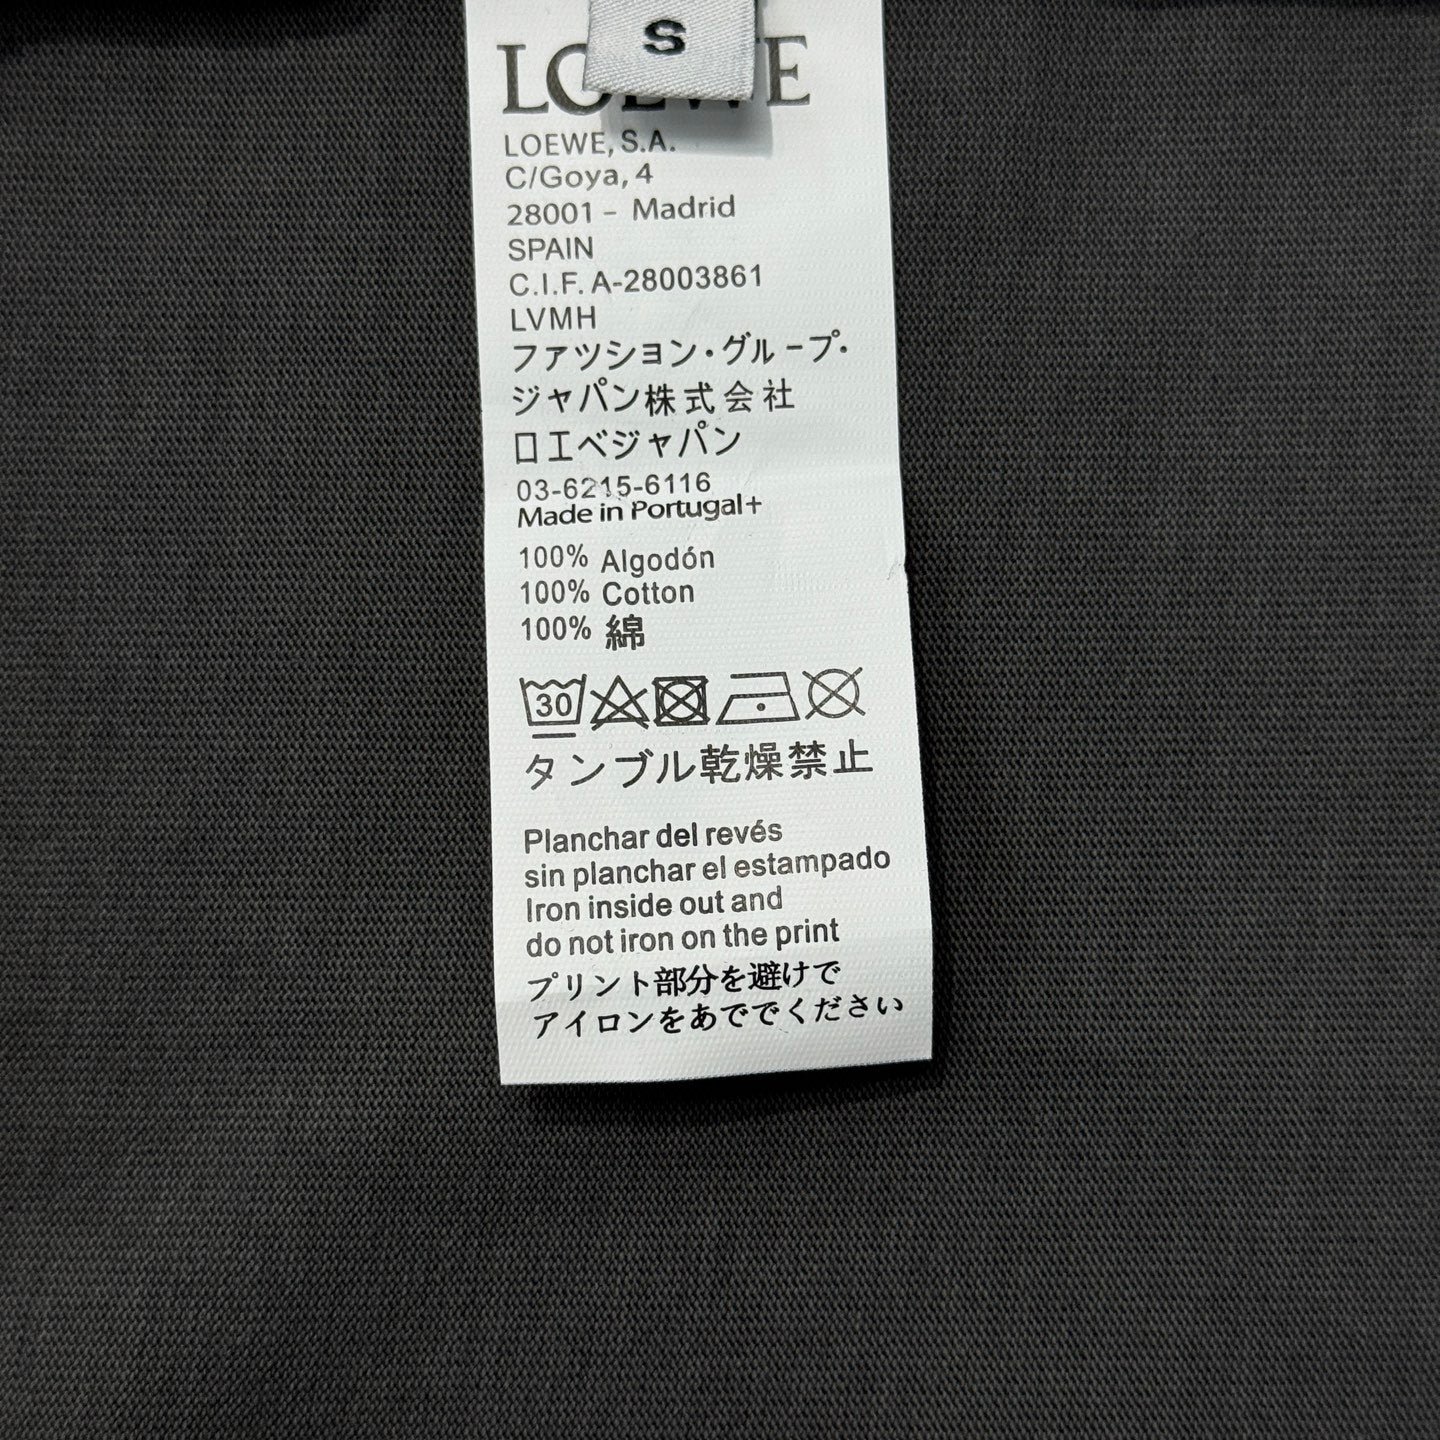 S
LOEWE
LOEWE, S.A.
C/Goya, 4
28001 - Madrid
SPAIN
C.I.F. A-28003861
LVMH
ファツション・グループ・
ジャパン株式会社
ロエベジャパン
03-6215-6116
Made in Portugal+
100% Algodón
100% Cotton
100% 綿
30
タンブル乾燥禁止
Planchar del revés
sin planchar el estampado
Iron inside out and
do not iron on the print
プリント部分を避けで
アイロンをあででください